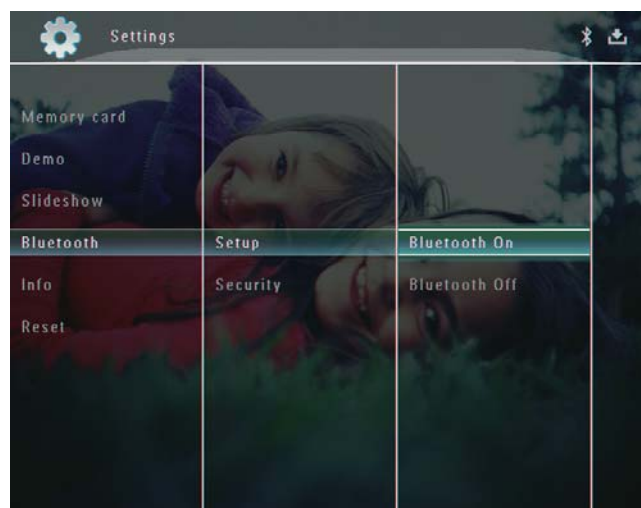 Settings
Memory card
Demo
Slideshow
Bluetooth
Info
Reset
Setup
Security
Bluetooth On
Bluetooth Off